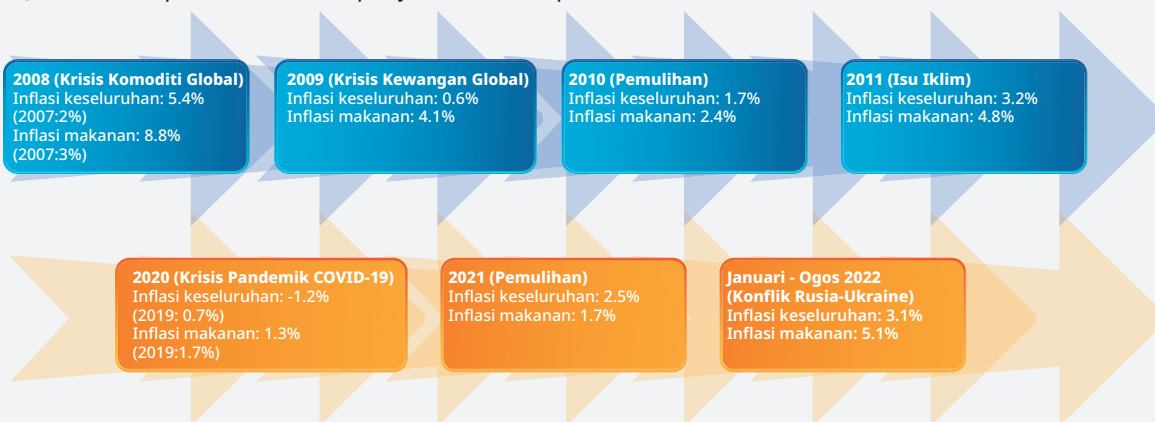 2008 (Krisis Komoditi Global)
Inflasi keseluruhan: 5.4%
(2007:2%)
Inflasi makanan: 8.8%
(2007:3%)
2009 (Krisis Kewangan Global)
Inflasi keseluruhan: 0.6%
Inflasi makanan: 4.1%
2010 (Pemulihan)
Inflasi keseluruhan: 1.7%
Inflasi makanan: 2.4%
2011 (Isu Iklim)
Inflasi keseluruhan: 3.2%
Inflasi makanan: 4.8%
2020 (Krisis Pandemik COVID-19)
Inflasi keseluruhan: -1.2%
(2019: 0.7%)
Inflasi makanan: 1.3%
(2019:1.7%)
2021 (Pemulihan)
Inflasi keseluruhan: 2.5%
Inflasi makanan: 1.7%
Januari - Ogos 2022
(Konflik Rusia-Ukraine)
Inflasi keseluruhan: 3.1%
Inflasi makanan: 5.1%